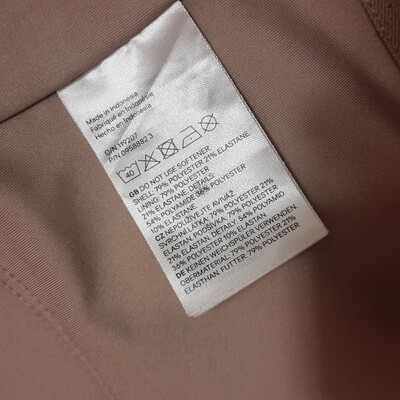 Made in Indonesia
Fabriqué en Indonésie
Hecho en Indonesia
O/N 119207
P/N 0958882 3
40
GB DO NOT USE SOFTENER.
SHELL: 79% POLYESTER 21% ELASTANE.
LINING: 79% POLYESTER
21% ELASTANE. DETAILS:
54% POLYAMIDE 36% POLYESTER
10% ELASTANE
CZ NEPOUŽÍVEJTE AVIVÁŽ.
SVRCHNÍ LÁTKA: 79% POLYESTER 21%
ELASTAN. PODŠÍVKA: 79% POLYESTER
21% ELASTAN. DETAILY: 54% POLYAMID
36% POLYESTER 10% ELASTAN
DE KEINEN WEICHSPÜLER VERWENDEN.
OBERMATERIAL: 79% POLYESTER 21%
ELASTHAN. FUTTER: 79% POLYESTER